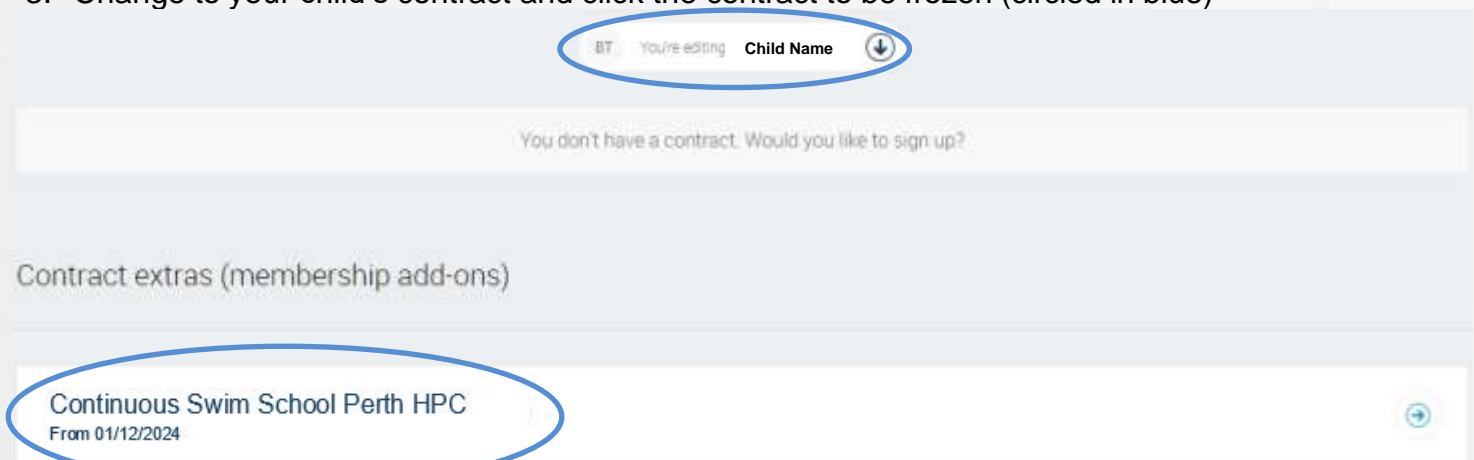 Change to your child's contract and click the contract to be frozen (circled in blue)
BT You're editing Child Name
You don't have a contract. Would you like to sign up?
Contract extras (membership add-ons)
Continuous Swim School Perth HPC
From 01/12/2024